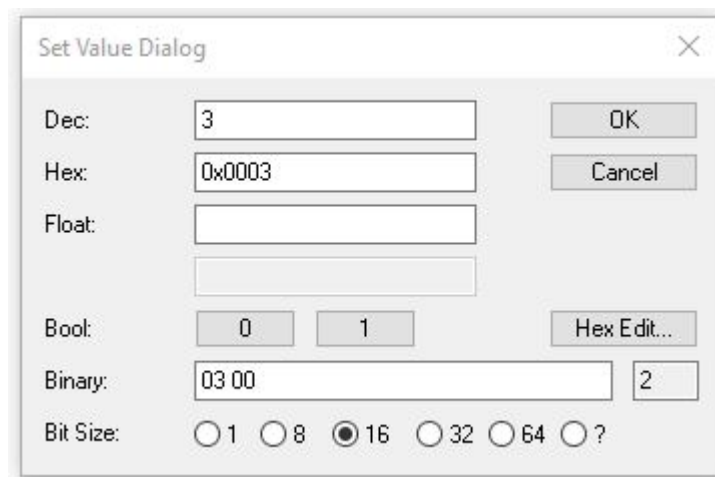 Set Value Dialog
Dec: 3 OK
Hex: 0x0003 Cancel
Float:
Bool: 0 1 Hex Edit...
Binary: 03 00 2
Bit Size: 1 8 16 32 64 ?